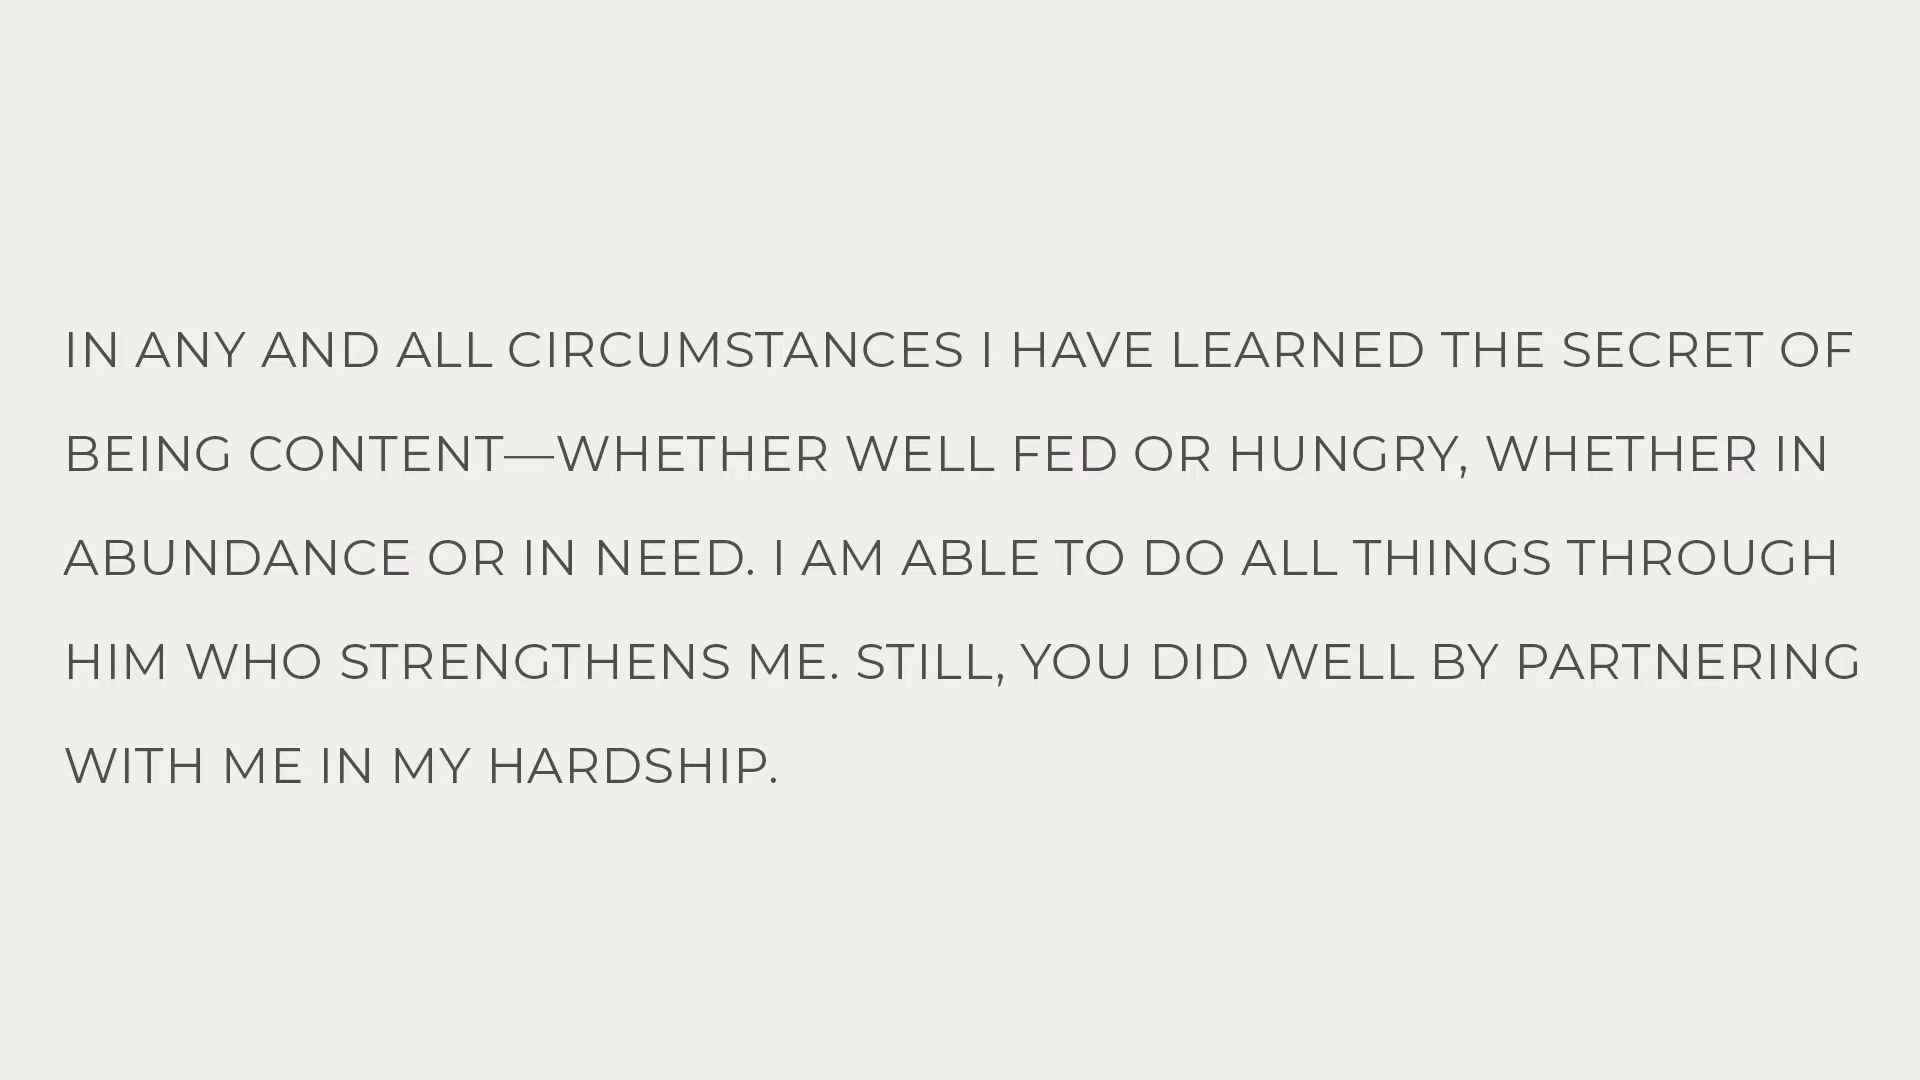 IN ANY AND ALL CIRCUMSTANCES I HAVE LEARNED THE SECRET OF
BEING CONTENT—WHETHER WELL FED OR HUNGRY, WHETHER IN
ABUNDANCE OR IN NEED. I AM ABLE TO DO ALL THINGS THROUGH
HIM WHO STRENGTHENS ME. STILL, YOU DID WELL BY PARTNERING
WITH ME IN MY HARDSHIP.